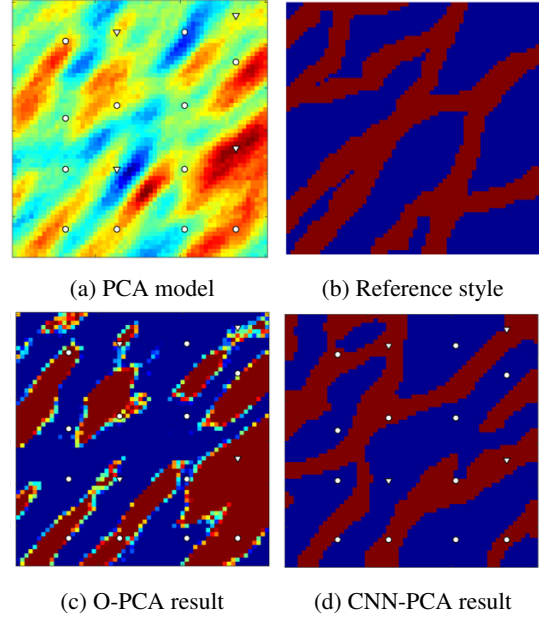 (a) PCA model
(b) Reference style
(c) O-PCA result
(d) CNN-PCA result